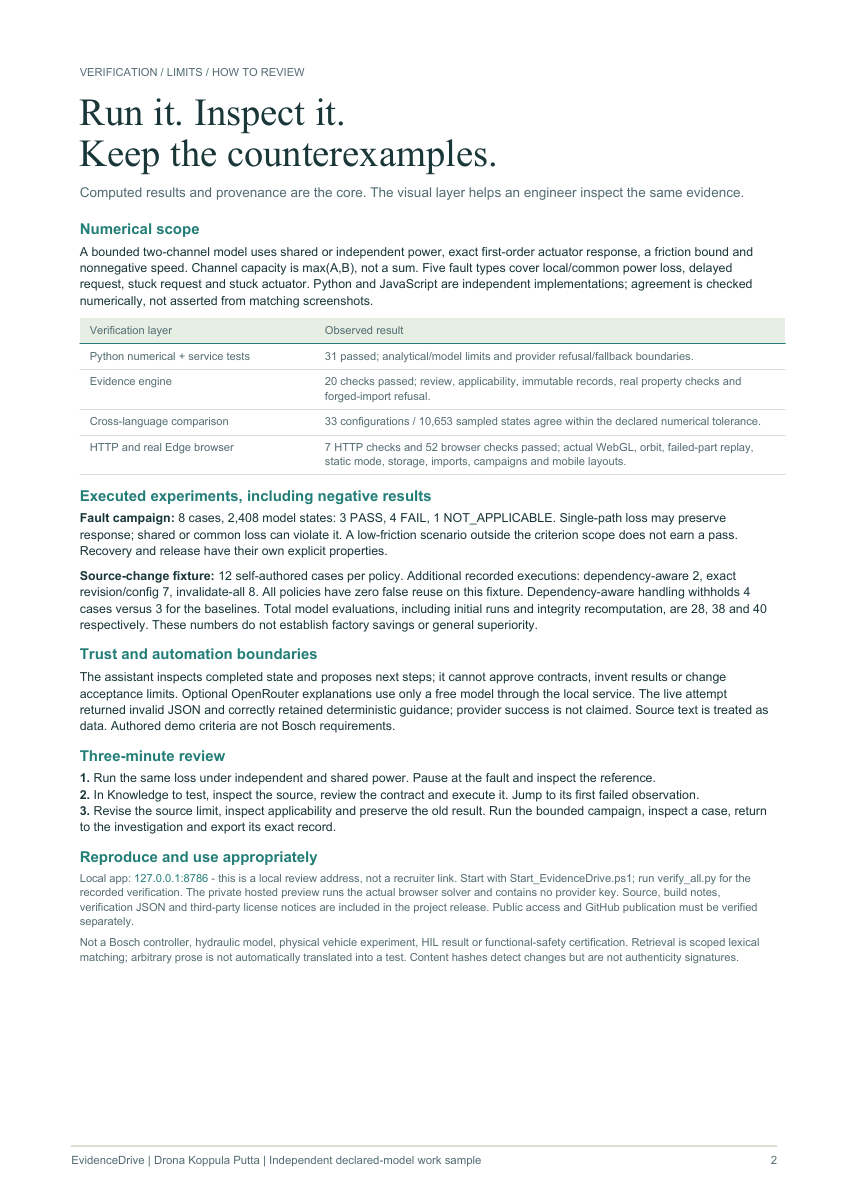 VERIFICATION / LIMITS / HOW TO REVIEW
Run it. Inspect it.
Keep the counterexamples.
Computed results and provenance are the core. The visual layer helps an engineer inspect the same evidence.
Numerical scope
A bounded two-channel model uses shared or independent power, exact first-order actuator response, a friction bound and
nonnegative speed. Channel capacity is max(A,B), not a sum. Five fault types cover local/common power loss, delayed
request, stuck request and stuck actuator. Python and JavaScript are independent implementations; agreement is checked
numerically, not asserted from matching screenshots.
Verification layer Observed result
Python numerical + service tests 31 passed; analytical/model limits and provider refusal/fallback boundaries.
Evidence engine 20 checks passed; review, applicability, immutable records, real property checks and
forged-import refusal.
Cross-language comparison 33 configurations / 10,653 sampled states agree within the declared numerical tolerance.
HTTP and real Edge browser 7 HTTP checks and 52 browser checks passed; actual WebGL, orbit, failed-part replay,
static mode, storage, imports, campaigns and mobile layouts.
Executed experiments, including negative results
Fault campaign: 8 cases, 2,408 model states: 3 PASS, 4 FAIL, 1 NOT_APPLICABLE. Single-path loss may preserve
response; shared or common loss can violate it. A low-friction scenario outside the criterion scope does not earn a pass.
Recovery and release have their own explicit properties.
Source-change fixture: 12 self-authored cases per policy. Additional recorded executions: dependency-aware 2, exact
revision/config 7, invalidate-all 8. All policies have zero false reuse on this fixture. Dependency-aware handling withholds 4
cases versus 3 for the baselines. Total model evaluations, including initial runs and integrity recomputation, are 28, 38 and 40
respectively. These numbers do not establish factory savings or general superiority.
Trust and automation boundaries
The assistant inspects completed state and proposes next steps; it cannot approve contracts, invent results or change
acceptance limits. Optional OpenRouter explanations use only a free model through the local service. The live attempt
returned invalid JSON and correctly retained deterministic guidance; provider success is not claimed. Source text is treated as
data. Authored demo criteria are not Bosch requirements.
Three-minute review
1. Run the same loss under independent and shared power. Pause at the fault and inspect the reference.
2. In Knowledge to test, inspect the source, review the contract and execute it. Jump to its first failed observation.
3. Revise the source limit, inspect applicability and preserve the old result. Run the bounded campaign, inspect a case, return
to the investigation and export its exact record.
Reproduce and use appropriately
Local app: 127.0.0.1:8786 - this is a local review address, not a recruiter link. Start with Start_EvidenceDrive.ps1; run verify_all.py for the
recorded verification. The private hosted preview runs the actual browser solver and contains no provider key. Source, build notes,
verification JSON and third-party license notices are included in the project release. Public access and GitHub publication must be verified
separately.
Not a Bosch controller, hydraulic model, physical vehicle experiment, HIL result or functional-safety certification. Retrieval is scoped lexical
matching; arbitrary prose is not automatically translated into a test. Content hashes detect changes but are not authenticity signatures.
EvidenceDrive | Drona Koppula Putta | Independent declared-model work sample 2